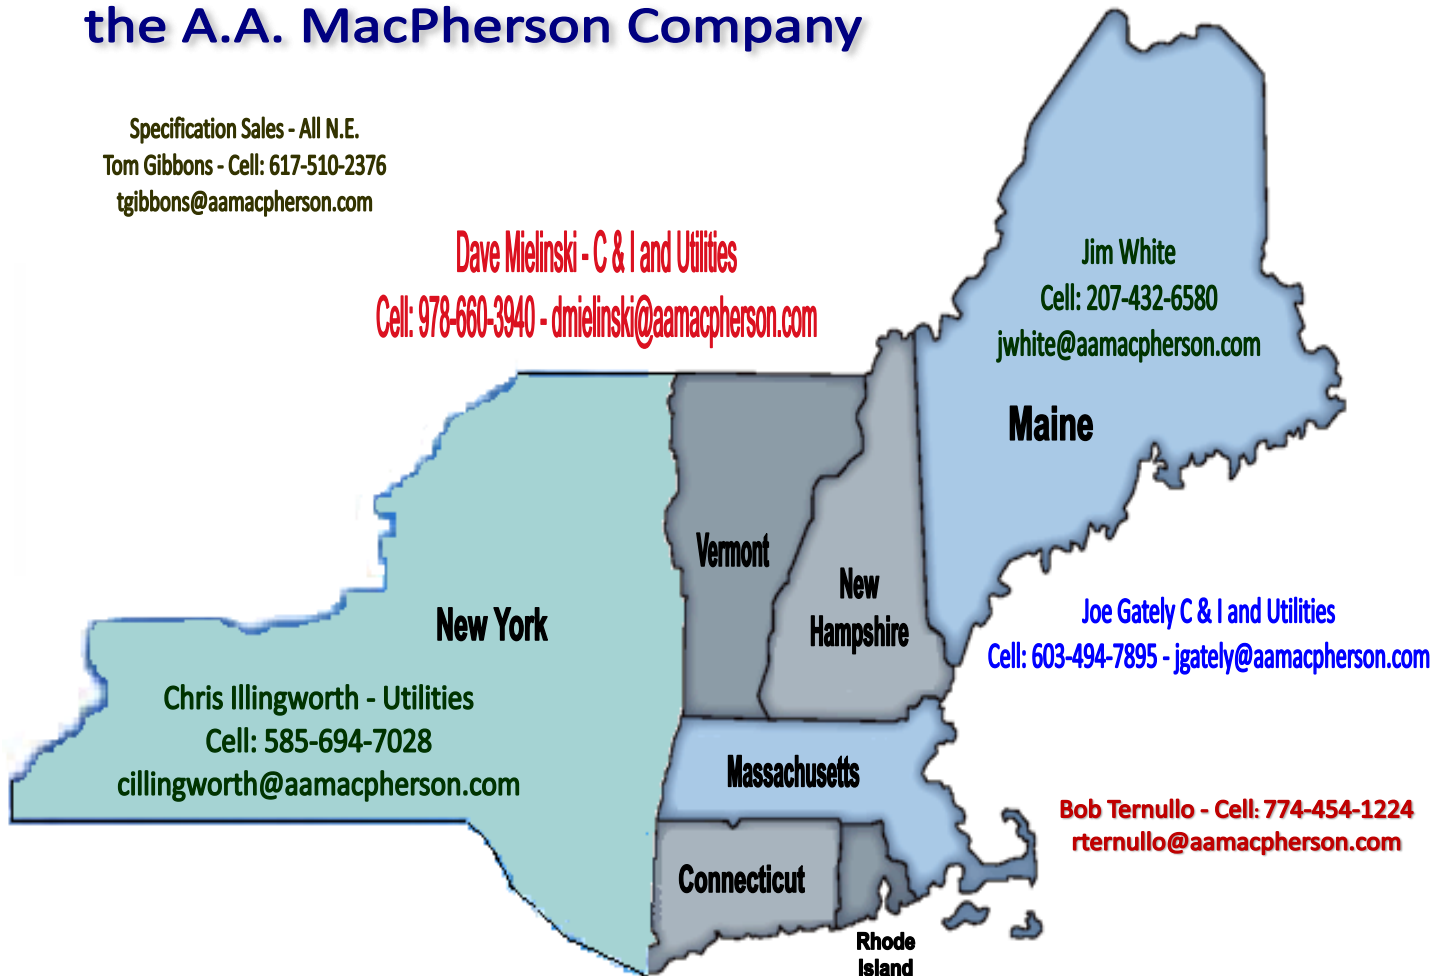 the A.A. MacPherson Company
Specification Sales - All N.E.
Tom Gibbons - Cell: 617-510-2376
tgibbons@aamacpherson.com
Dave Mielinski - C & I and Utilities
Cell: 978-660-3940 - dmielinski@aamacpherson.com
Jim White
Cell: 207-432-6580
jwhite@aamacpherson.com
Maine
Vermont
New
Hampshire
New York
Joe Gately C & I and Utilities
Cell: 603-494-7895 - jgately@aamacpherson.com
Chris Illingworth - Utilities
Cell: 585-694-7028
cillingworth@aamacpherson.com
Massachusetts
Bob Ternullo - Cell: 774-454-1224
rternullo@aamacpherson.com
Connecticut
Rhode
Island